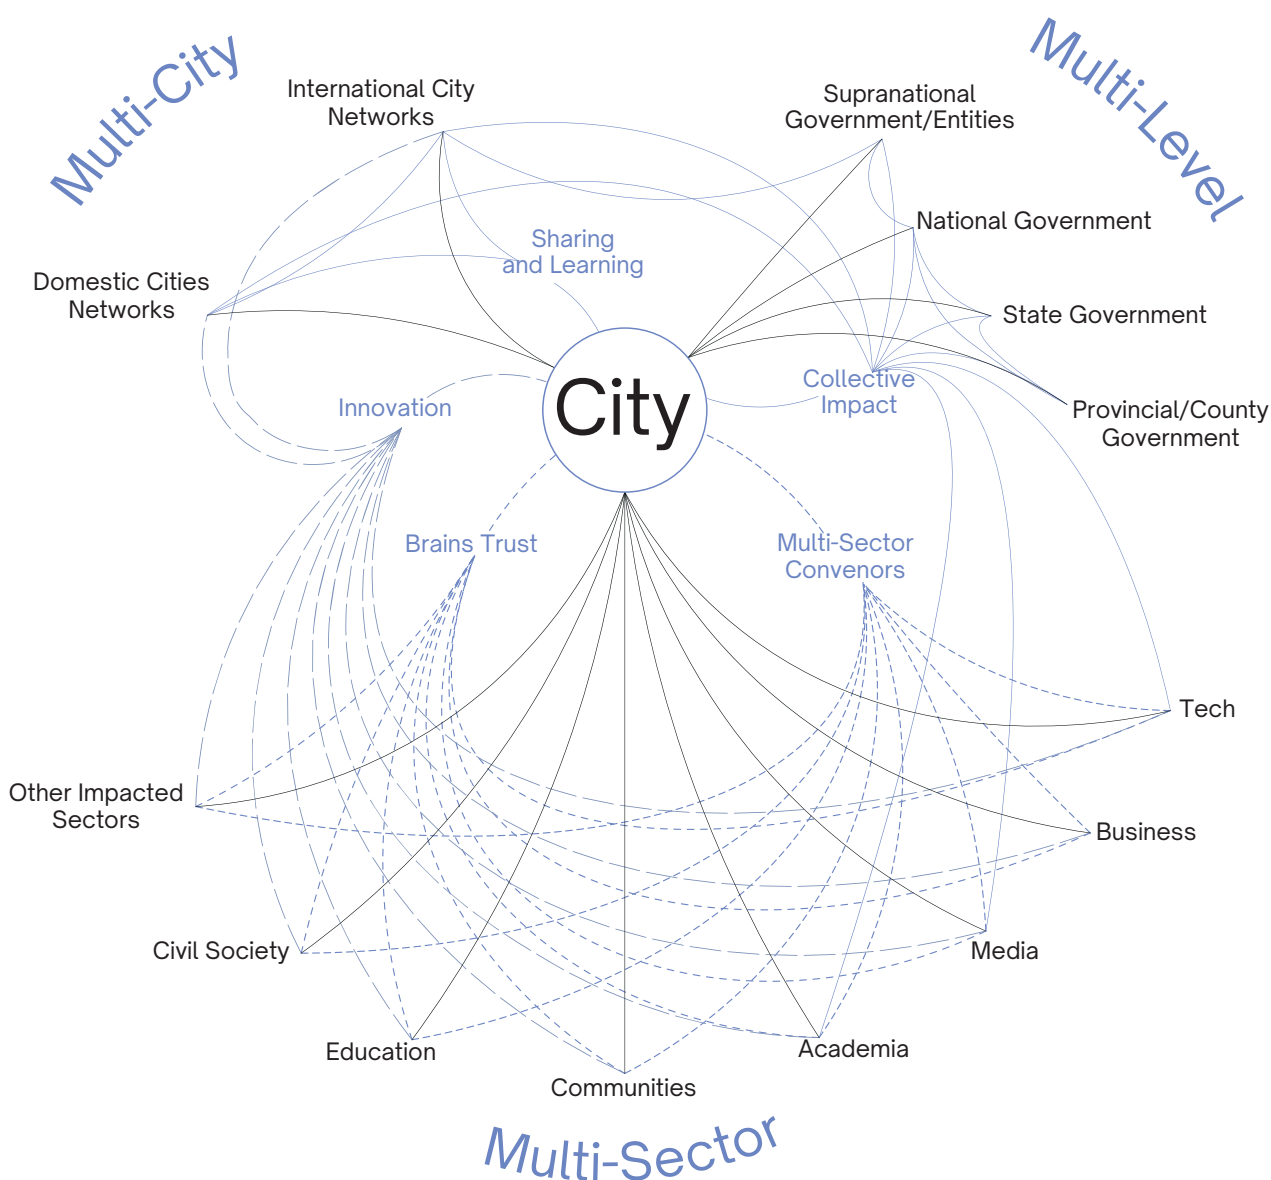 Multi-City
Multi-Level
International City
Networks
Supranational
Government/Entities
National Government
Sharing
and Learning
Domestic Cities
Networks
State Government
Collective
Impact
Innovation
City
Provincial/County
Government
Brains Trust
Multi-Sector
Convenors
Tech
Other Impacted
Sectors
Business
Civil Society
Media
Education
Academia
Communities
Multi-Sector